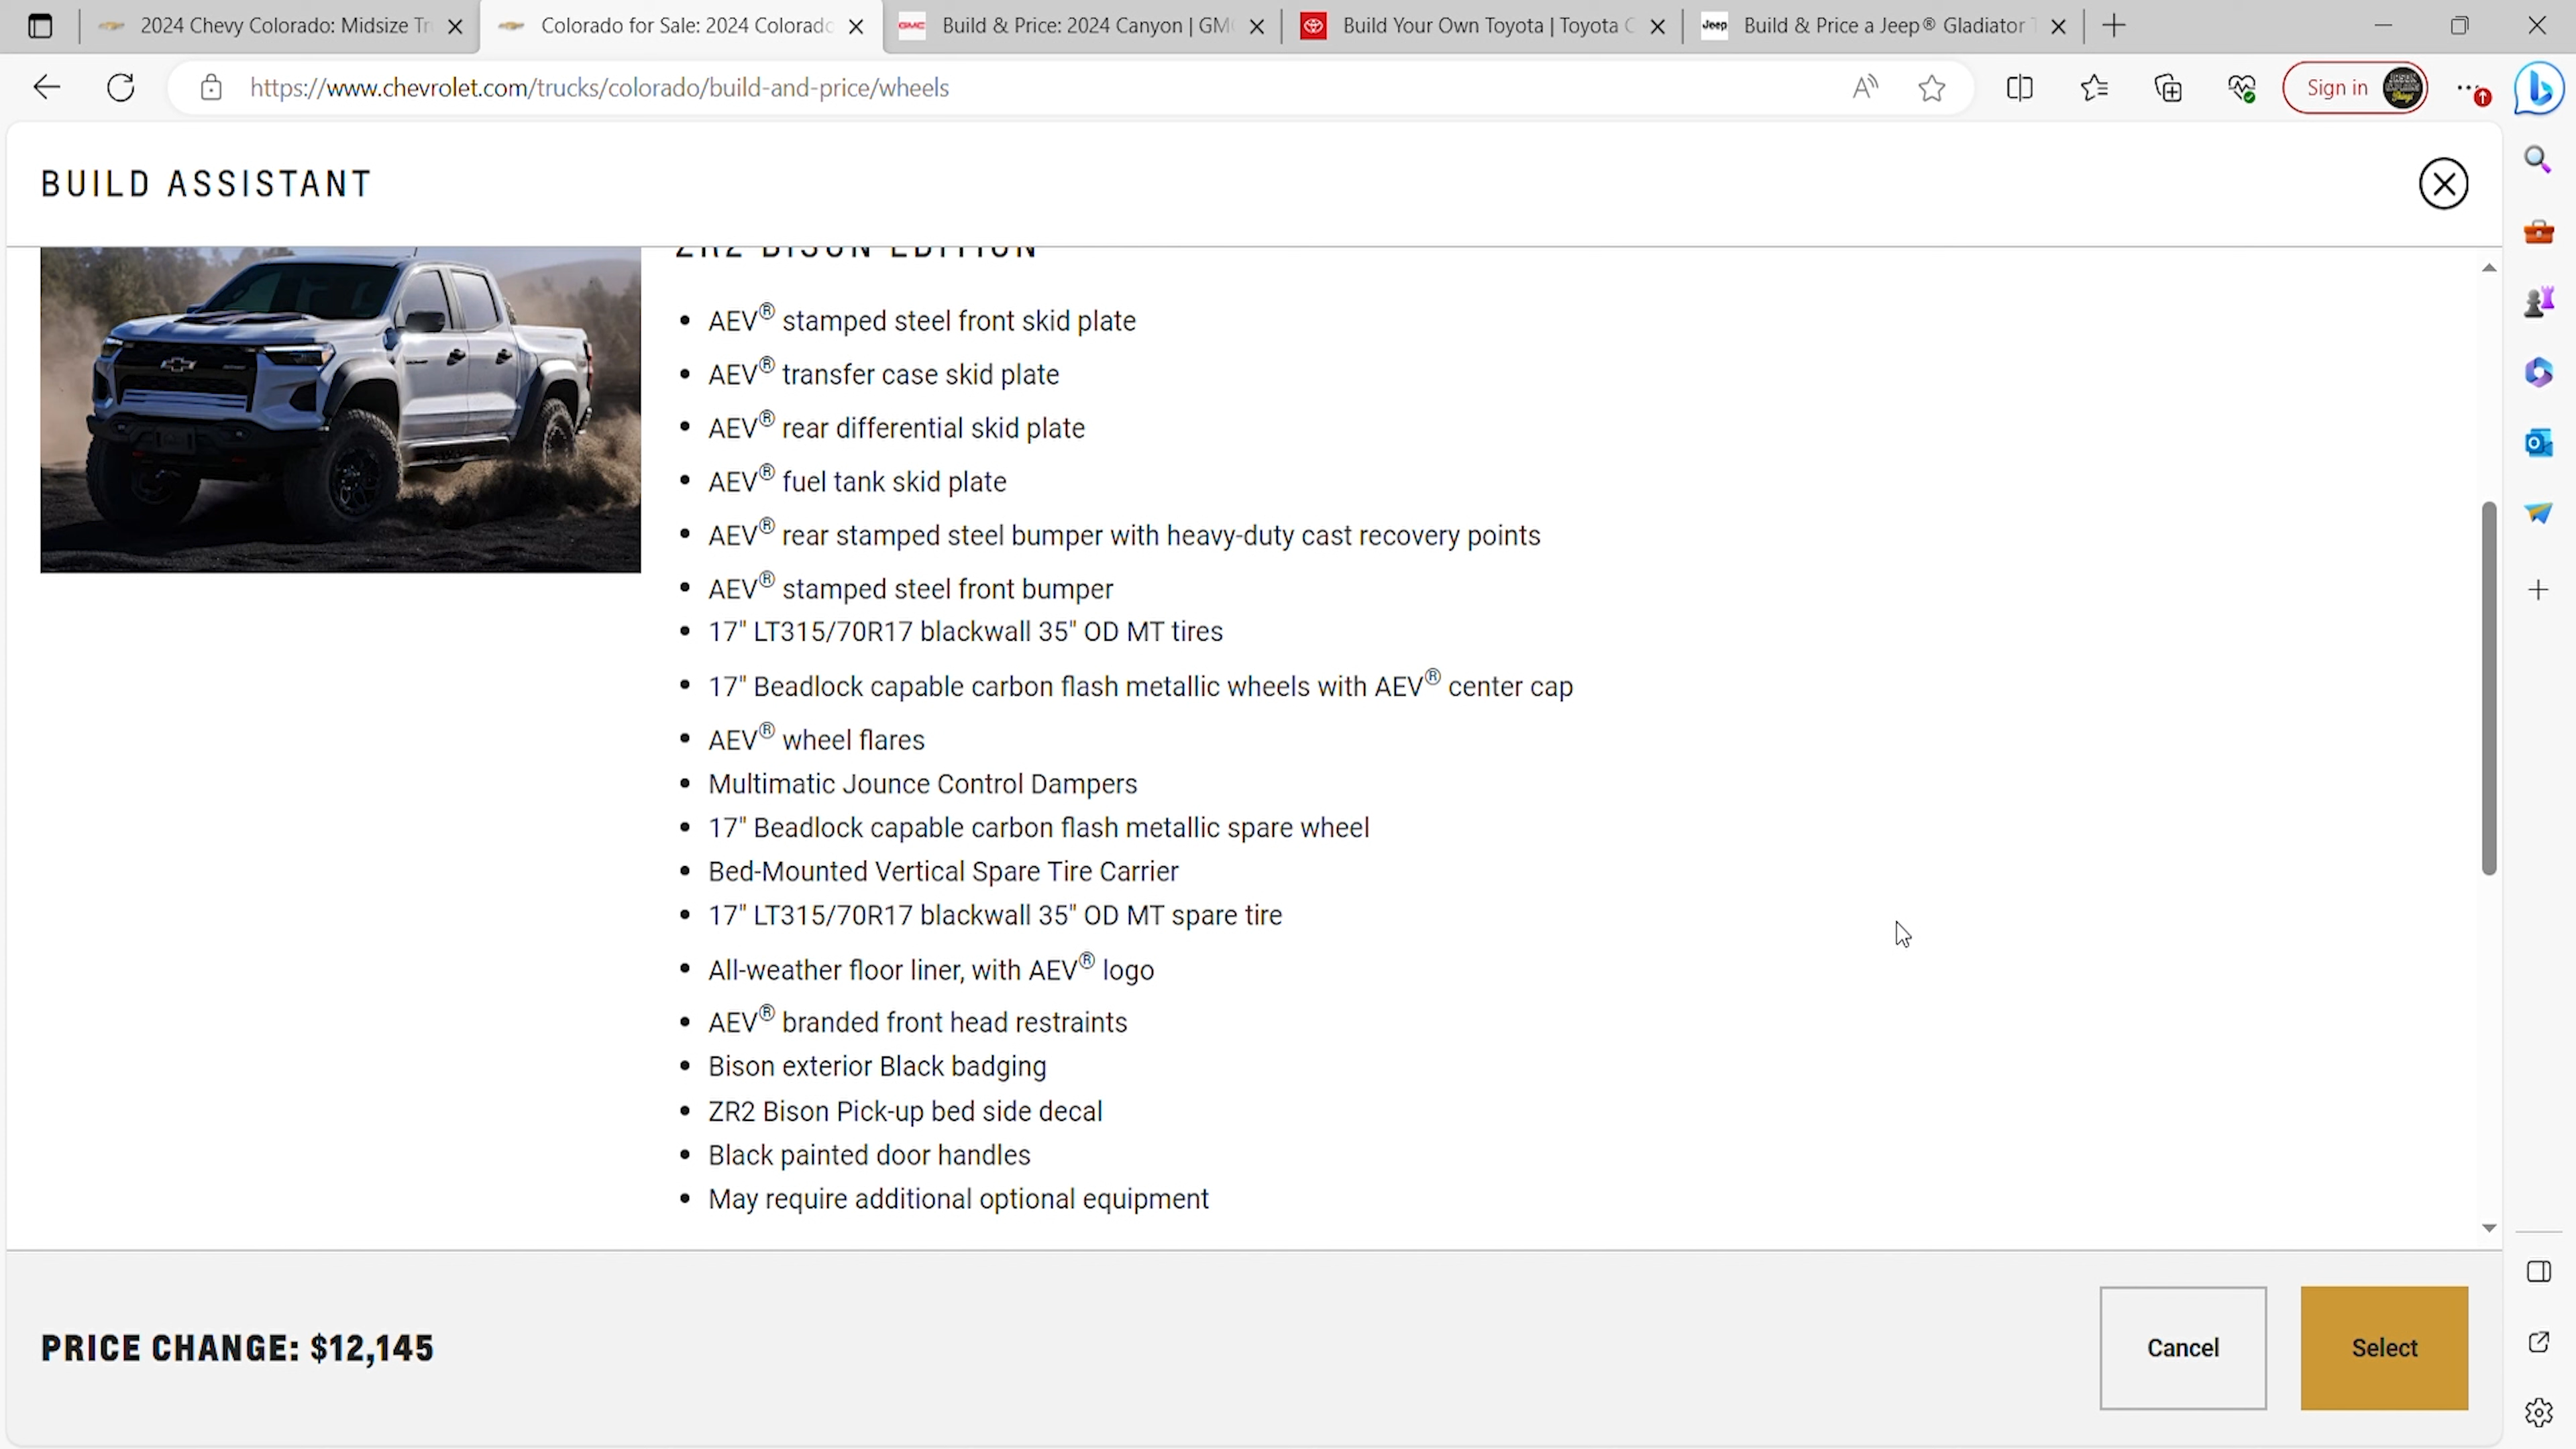 2024 Chevy Colorado: Midsize Tr
Colorado for Sale: 2024 Colorado
GMC
Build & Price: 2024 Canyon | GM
Build Your Own Toyota | Toyota
Jeep
Build & Price a Jeep® Gladiator
https://www.chevrolet.com/trucks/colorado/build-and-price/wheels
Sign in
BUILD ASSISTANT
ZR2 BISON EDITION
• AEV® stamped steel front skid plate
• AEV® transfer case skid plate
• AEV® rear differential skid plate
• AEV® fuel tank skid plate
• AEV® rear stamped steel bumper with heavy-duty cast recovery points
• AEV® stamped steel front bumper
• 17" LT315/70R17 blackwall 35" OD MT tires
• 17" Beadlock capable carbon flash metallic wheels with AEV® center cap
• AEV® wheel flares
• Multimatic Jounce Control Dampers
• 17" Beadlock capable carbon flash metallic spare wheel
• Bed-Mounted Vertical Spare Tire Carrier
• 17" LT315/70R17 blackwall 35" OD MT spare tire
• All-weather floor liner, with AEV® logo
• AEV® branded front head restraints
• Bison exterior Black badging
• ZR2 Bison Pick-up bed side decal
• Black painted door handles
• May require additional optional equipment
PRICE CHANGE: $12,145
Cancel
Select